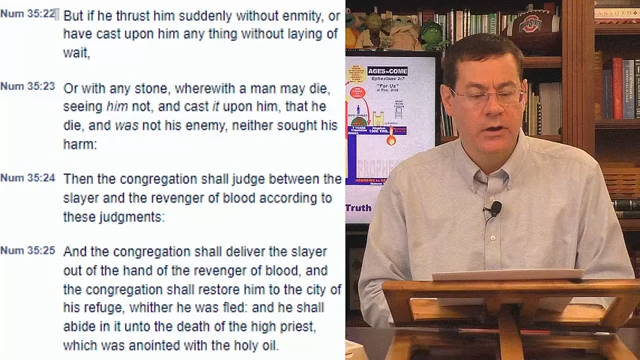 Num 35:22 But if he thrust him suddenly without enmity, or
have cast upon him any thing without laying of
wait,
Num 35:23 Or with any stone, wherewith a man may die,
seeing him not, and cast it upon him, that he
die, and was not his enemy, neither sought his
harm:
Num 35:24 Then the congregation shall judge between the
slayer and the revenger of blood according to
these judgments:
Num 35:25 And the congregation shall deliver the slayer
out of the hand of the revenger of blood, and
the congregation shall restore him to the city of
his refuge, whither he was fled: and he shall
abide in it unto the death of the high priest,
which was anointed with the holy oil.
AGES to COME
Ephesians 2:7
"For Us"
Truth